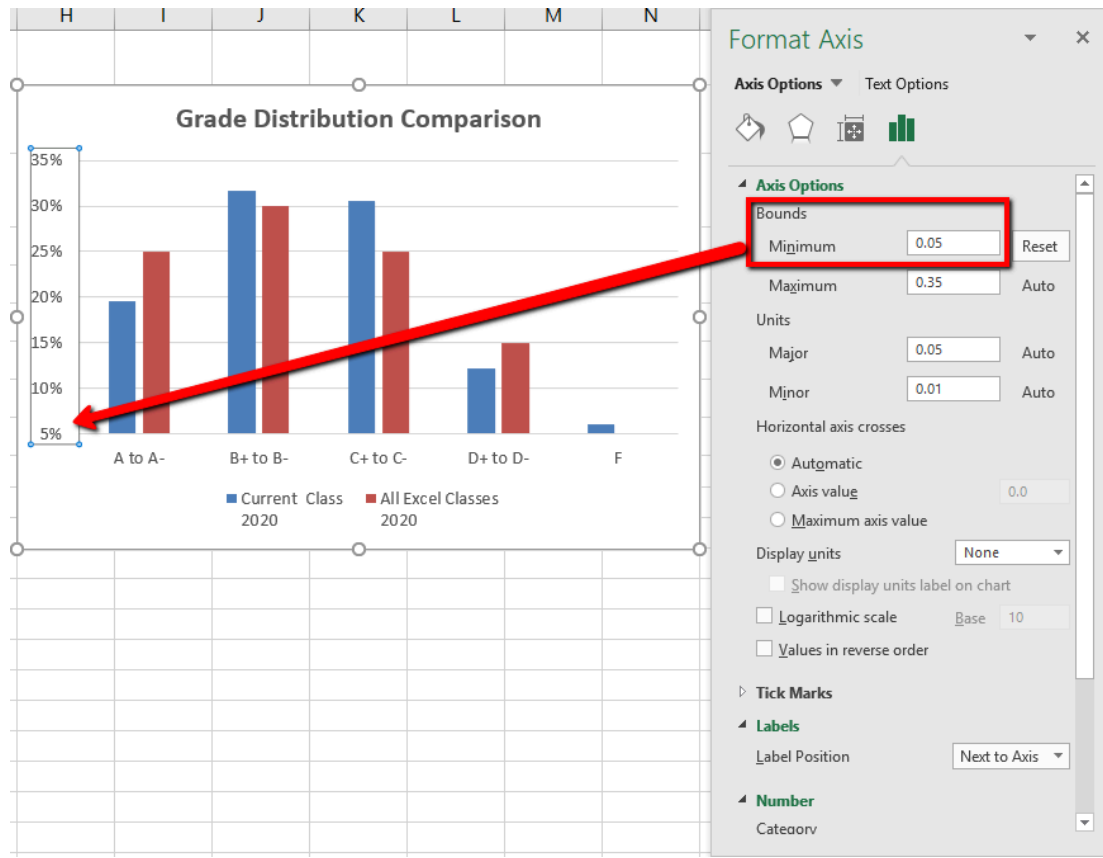 H I J K L M N
Grade Distribution Comparison
35%
30%
25%
20%
15%
10%
5%
A to A- B+ to B- C+ to C- D+ to D- F
Current Class All Excel Classes
2020 2020
Format Axis
Axis Options Text Options
Axis Options
Bounds
Minimum 0.05 Reset
Maximum 0.35 Auto
Units
Major 0.05 Auto
Minor 0.01 Auto
Horizontal axis crosses
Automatic
Axis value 0.0
Maximum axis value
Display units None
Show display units label on chart
Logarithmic scale Base 10
Values in reverse order
Tick Marks
Labels
Label Position Next to Axis
Number
Category